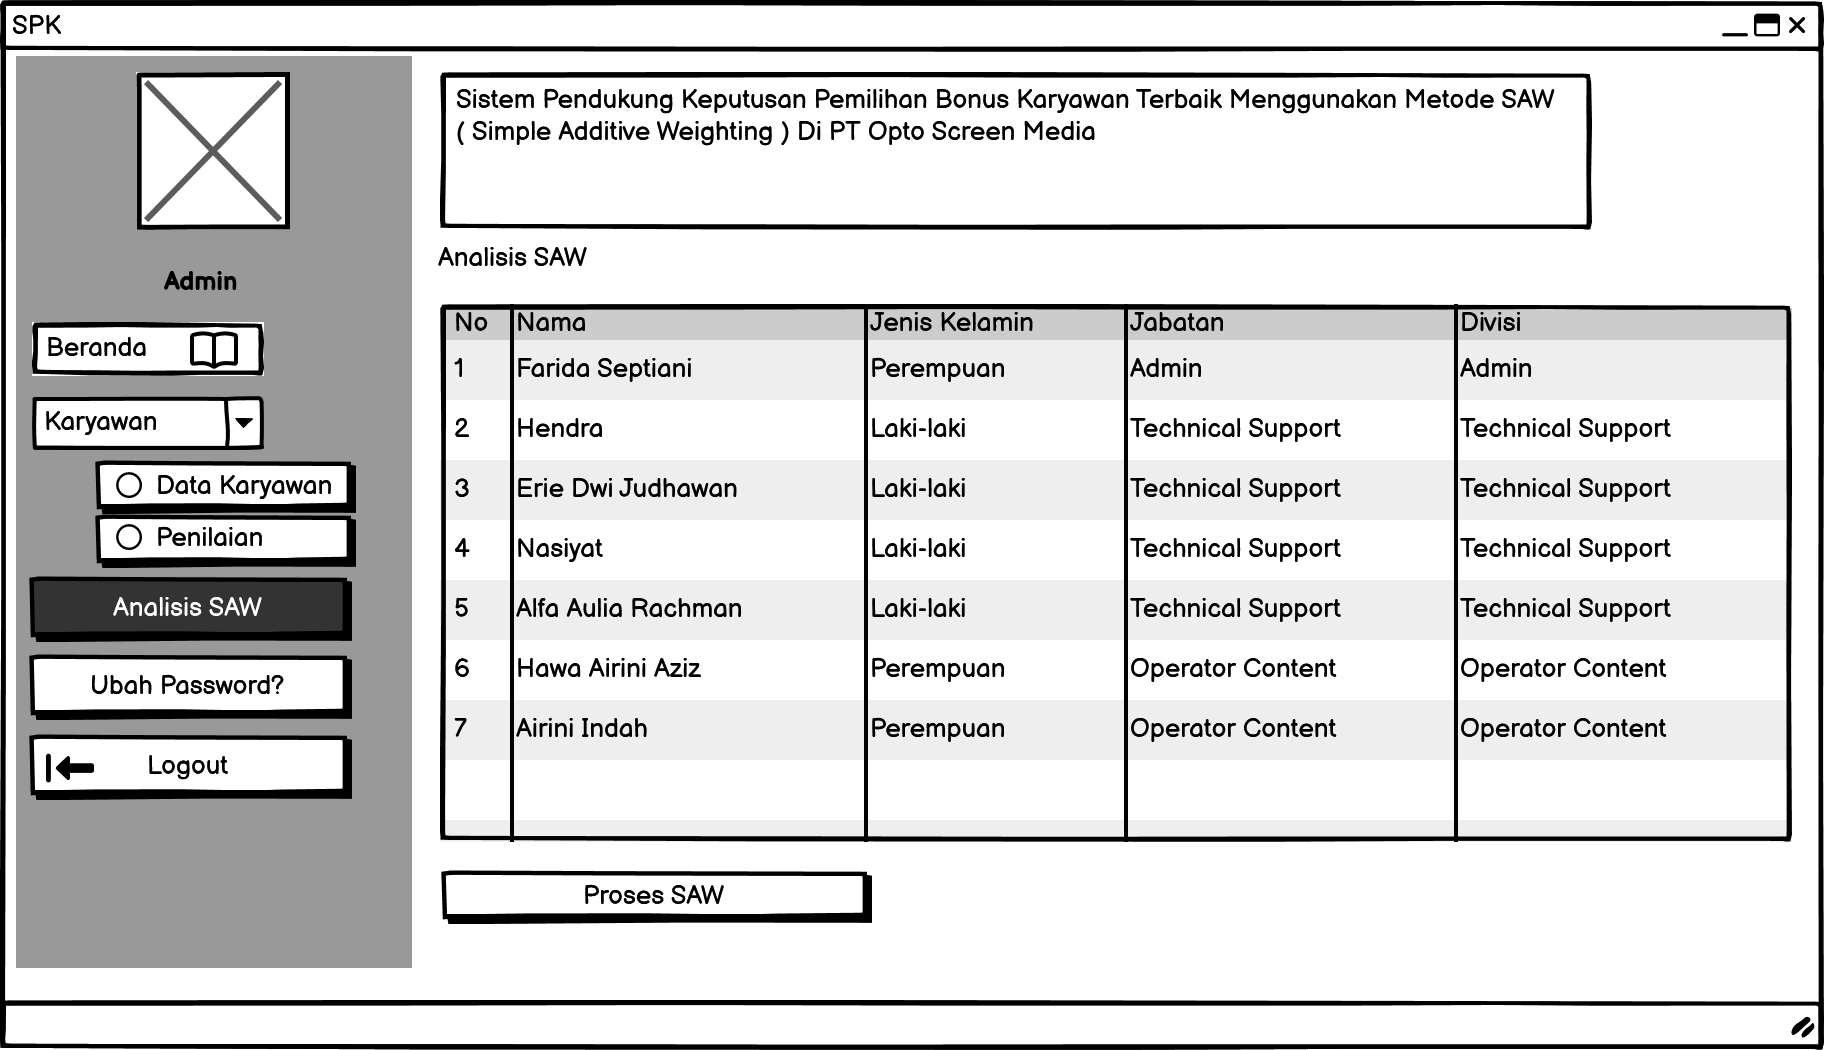 SPK
Admin
Beranda
Karyawan
Data Karyawan
Penilaian
Analisis SAW
Ubah Password?
Logout
Sistem Pendukung Keputusan Pemilihan Bonus Karyawan Terbaik Menggunakan Metode SAW
( Simple Additive Weighting ) Di PT Opto Screen Media
Analisis SAW
No Nama Jenis Kelamin Jabatan Divisi
1 Farida Septiani Perempuan Admin Admin
2 Hendra Laki-laki Technical Support Technical Support
3 Erie Dwi Judhawan Laki-laki Technical Support Technical Support
4 Nasiyat Laki-laki Technical Support Technical Support
5 Alfa Aulia Rachman Laki-laki Technical Support Technical Support
6 Hawa Airini Aziz Perempuan Operator Content Operator Content
7 Airini Indah Perempuan Operator Content Operator Content
Proses SAW